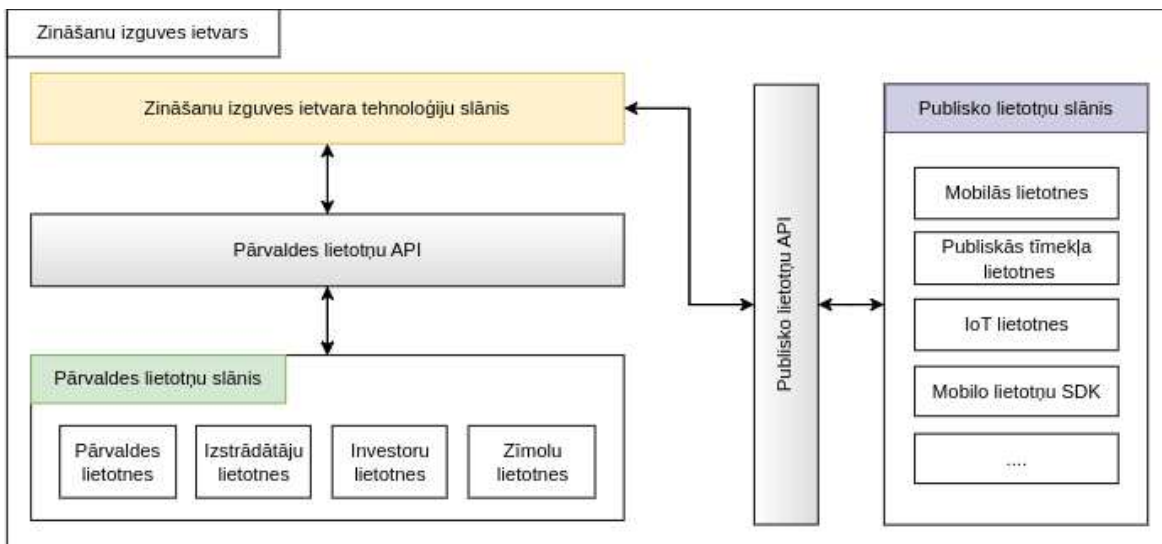 Zināšanu izguves ietvars
Zināšanu izguves ietvara tehnoloģiju slānis
Pārvaldes lietotņu API
Pārvaldes lietotņu slānis
Pārvaldes
lietotnes
Izstrādātāju
lietotnes
Investoru
lietotnes
Zīmolu
lietotnes
Publisko lietotņu API
Publisko lietotņu slānis
Mobilās lietotnes
Publiskās tīmekļa
lietotnes
IoT lietotnes
Mobilo lietotņu SDK
....